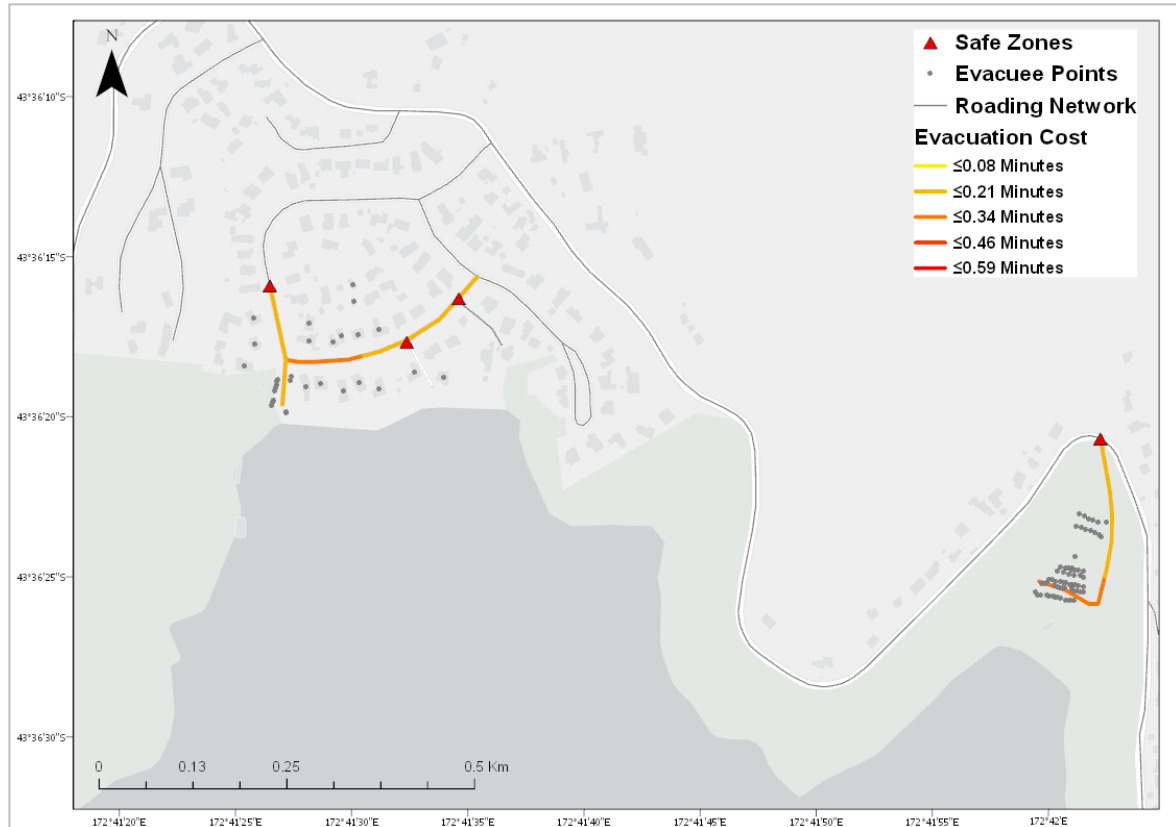 N
Safe Zones
Evacuee Points
Roading Network
Evacuation Cost
≤0.08 Minutes
≤0.21 Minutes
≤0.34 Minutes
≤0.46 Minutes
≤0.59 Minutes
43°36'10"S
43°36'15"S
43°36'20"S
43°36'25"S
43°36'30"S
0 0.13 0.25 0.5 Km
172°41'20"E 172°41'25"E 172°41'30"E 172°41'35"E 172°41'40"E 172°41'45"E 172°41'50"E 172°41'55"E 172°42'E